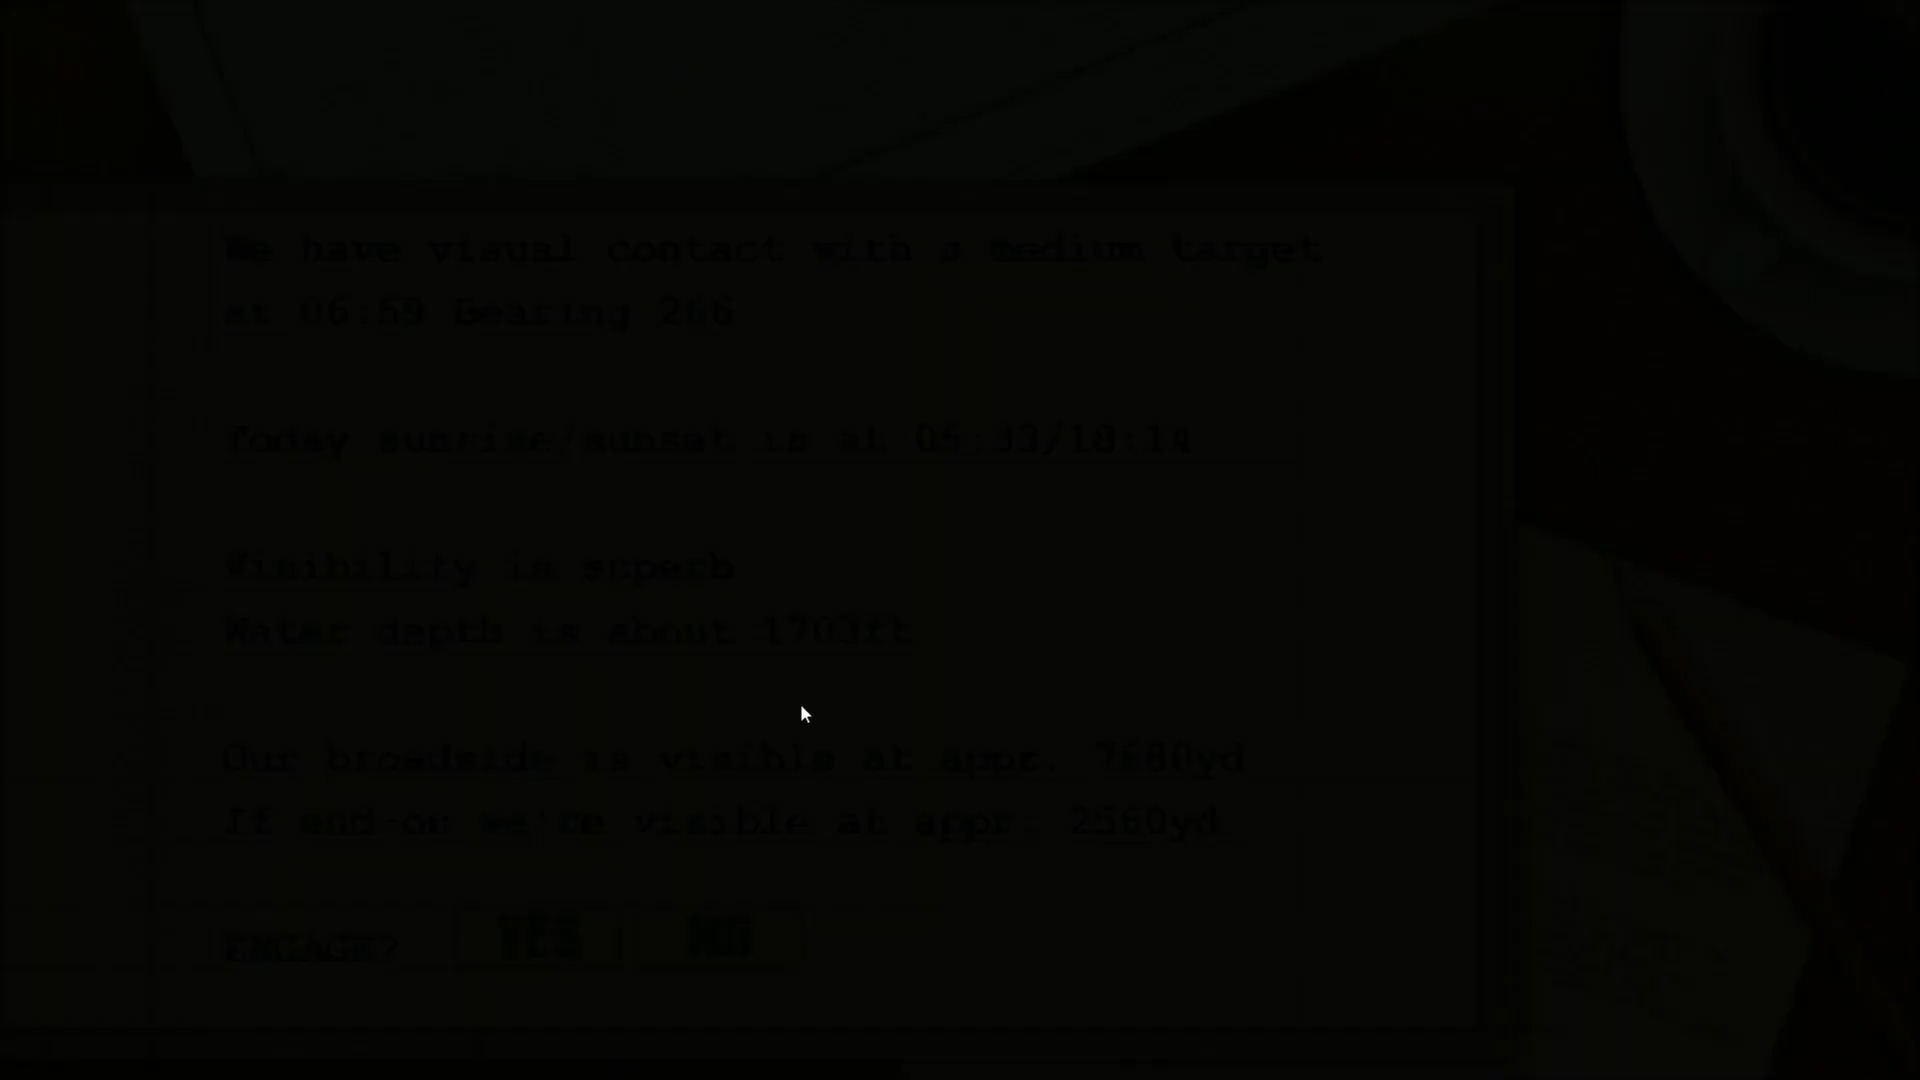 We have visual contact with a medium target
at 06:59 Bearing 266
Today sunrise/sunset is at 06:33/18:14
Visibility is superb
Water depth is about 1703ft
Our broadside is visible at appr. 7680yd
If end-on we're visible at appr. 2560yd
ENGAGE? YES NO